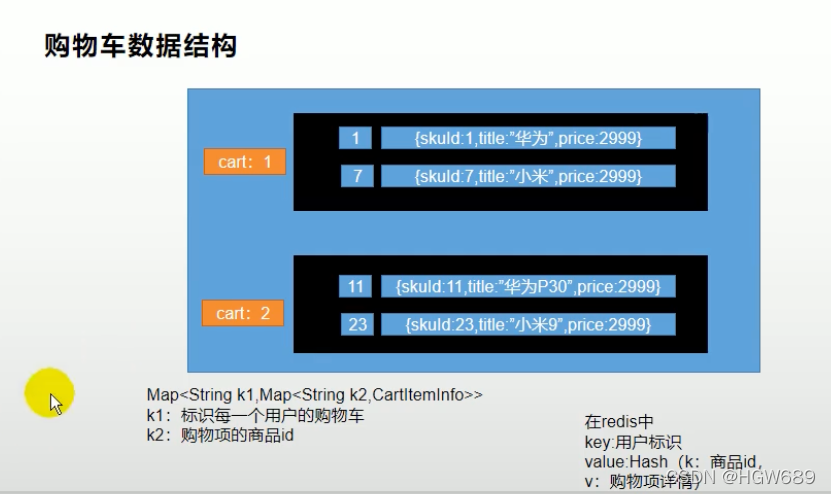 购物车数据结构
cart：1
1 {skuId:1,title:”华为”,price:2999}
7 {skuId:7,title:”小米”,price:2999}
cart：2
11 {skuId:11,title:”华为P30”,price:2999}
23 {skuId:23,title:”小米9”,price:2999}
Map<String k1,Map<String k2,CartItemInfo>>
k1：标识每一个用户的购物车
k2：购物项的商品id
在redis中
key:用户标识
value:Hash（k：商品id，
v：购物项详情）
CSDN @HGW689